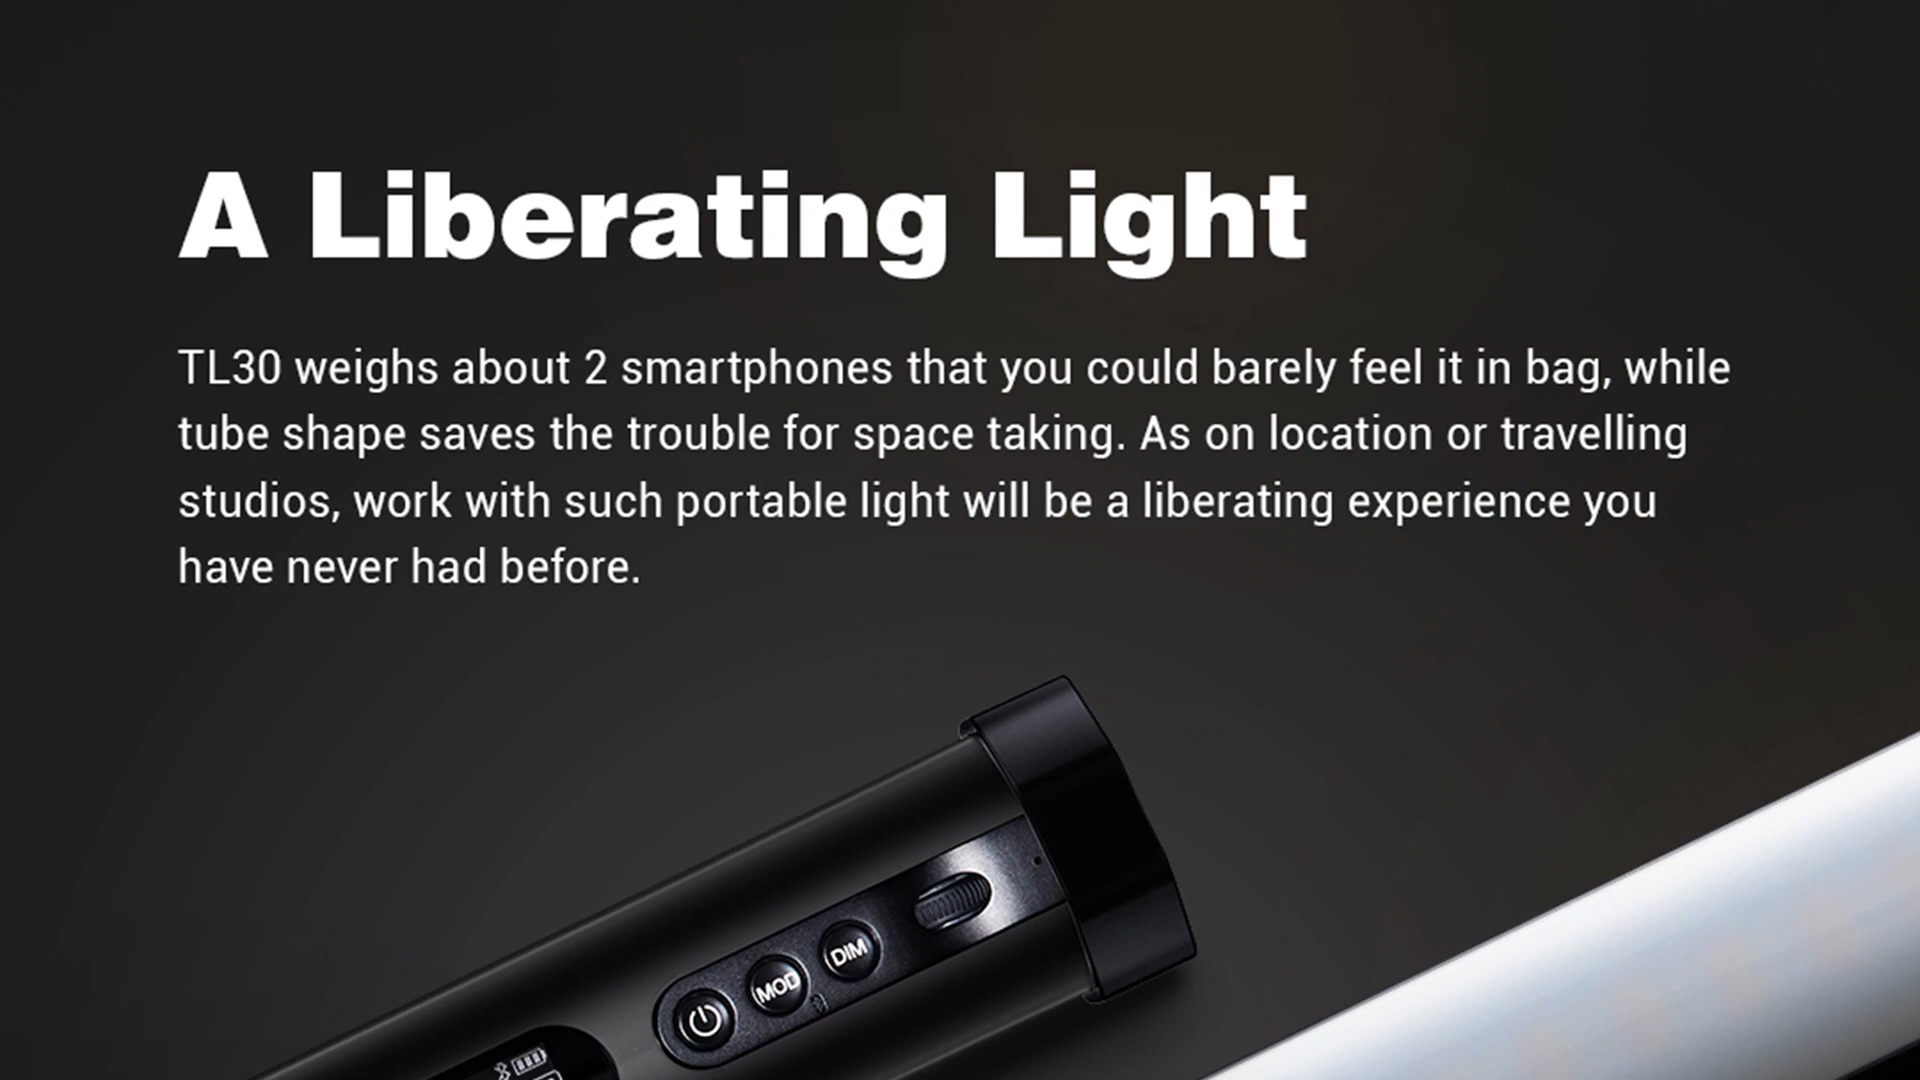 A Liberating Light
TL30 weighs about 2 smartphones that you could barely feel it in bag, while
tube shape saves the trouble for space taking. As on location or travelling
studios, work with such portable light will be a liberating experience you
have never had before.
DIM
MOD